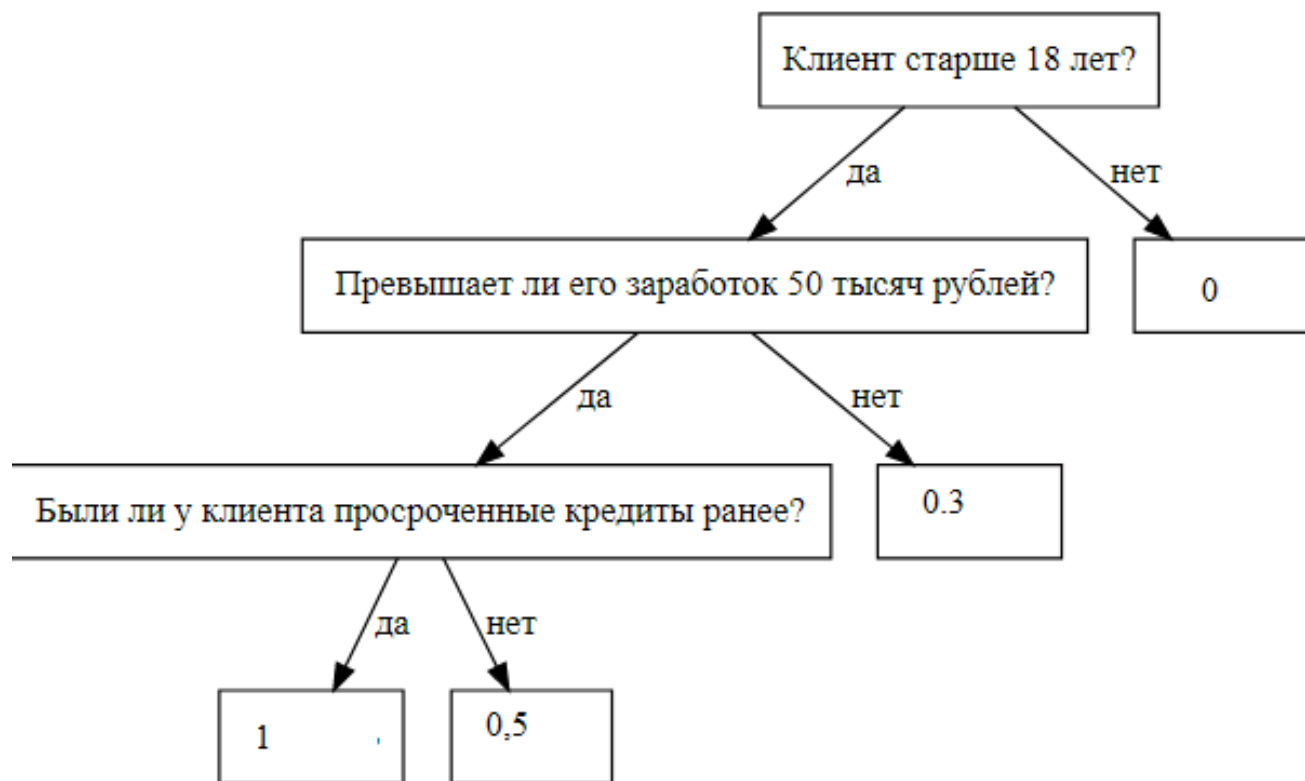 Клиент старше 18 лет?
да
нет
Превышает ли его заработок 50 тысяч рублей?
0
да
нет
Были ли у клиента просроченные кредиты ранее?
0.3
да
нет
1
0,5